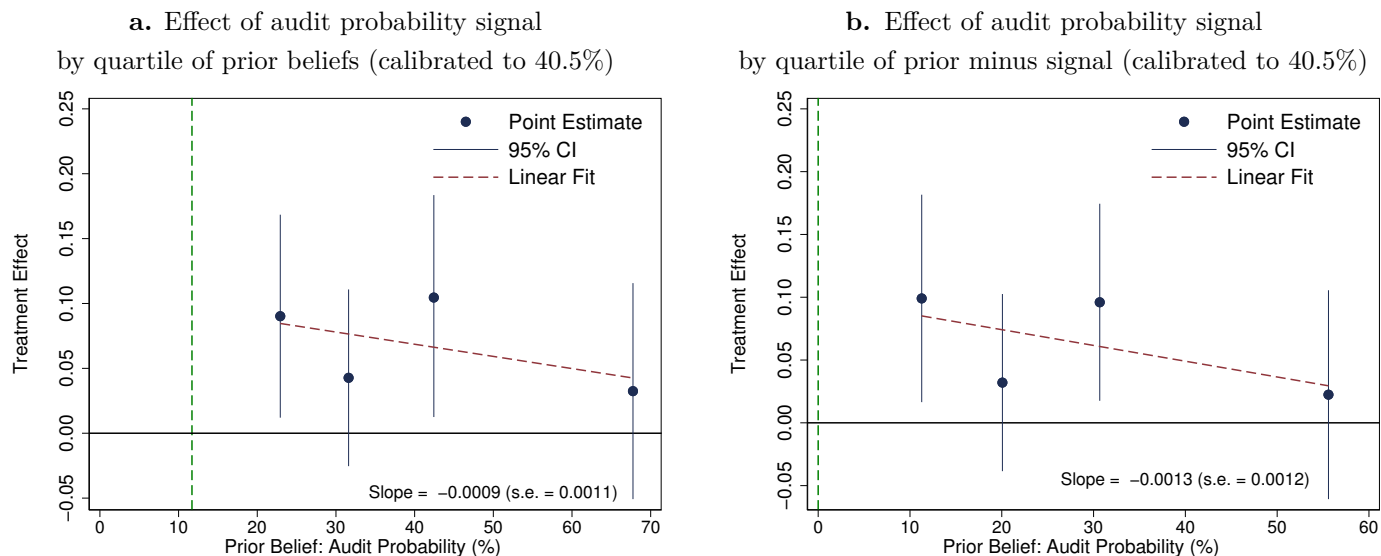 a. Effect of audit probability signal
by quartile of prior beliefs (calibrated to 40.5%)
Treatment Effect
0.25
0.20
0.15
0.10
0.05
0.00
−0.05
Point Estimate
95% CI
Linear Fit
Slope = −0.0009 (s.e. = 0.0011)
0 10 20 30 40 50 60 70
Prior Belief: Audit Probability (%)
b. Effect of audit probability signal
by quartile of prior minus signal (calibrated to 40.5%)
Treatment Effect
0.25
0.20
0.15
0.10
0.05
0.00
−0.05
Point Estimate
95% CI
Linear Fit
Slope = −0.0013 (s.e. = 0.0012)
0 10 20 30 40 50 60
Prior Belief: Audit Probability (%)